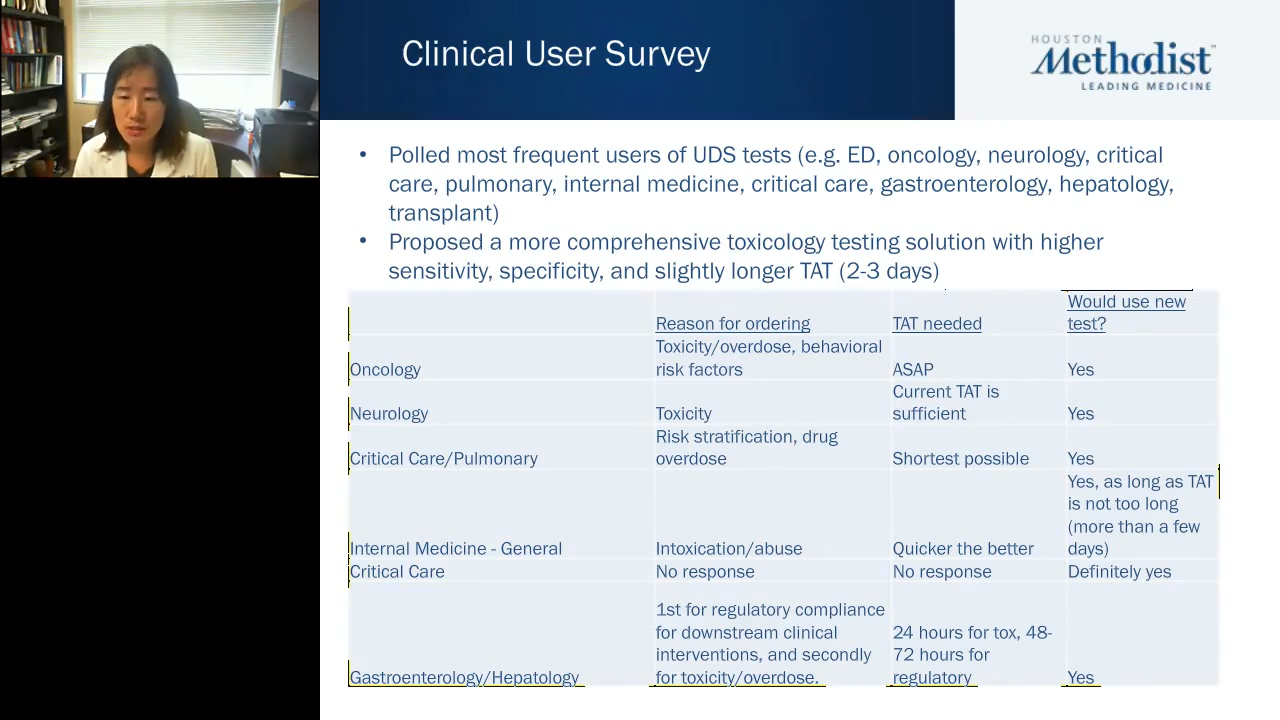 Clinical User Survey
HOUSTON
Methodist
LEADING MEDICINE
• Polled most frequent users of UDS tests (e.g. ED, oncology, neurology, critical
care, pulmonary, internal medicine, critical care, gastroenterology, hepatology,
transplant)
• Proposed a more comprehensive toxicology testing solution with higher
sensitivity, specificity, and slightly longer TAT (2-3 days)
Reason for ordering
TAT needed
Would use new
test?
Oncology
Toxicity/overdose, behavioral
risk factors
ASAP
Yes
Neurology
Toxicity
Current TAT is
sufficient
Yes
Critical Care/Pulmonary
Risk stratification, drug
overdose
Shortest possible
Yes
Internal Medicine - General
Intoxication/abuse
Quicker the better
Yes, as long as TAT
is not too long
(more than a few
days)
Critical Care
No response
No response
Definitely yes
Gastroenterology/Hepatology
1st for regulatory compliance
for downstream clinical
interventions, and secondly
for toxicity/overdose.
24 hours for tox, 48-
72 hours for
regulatory
Yes